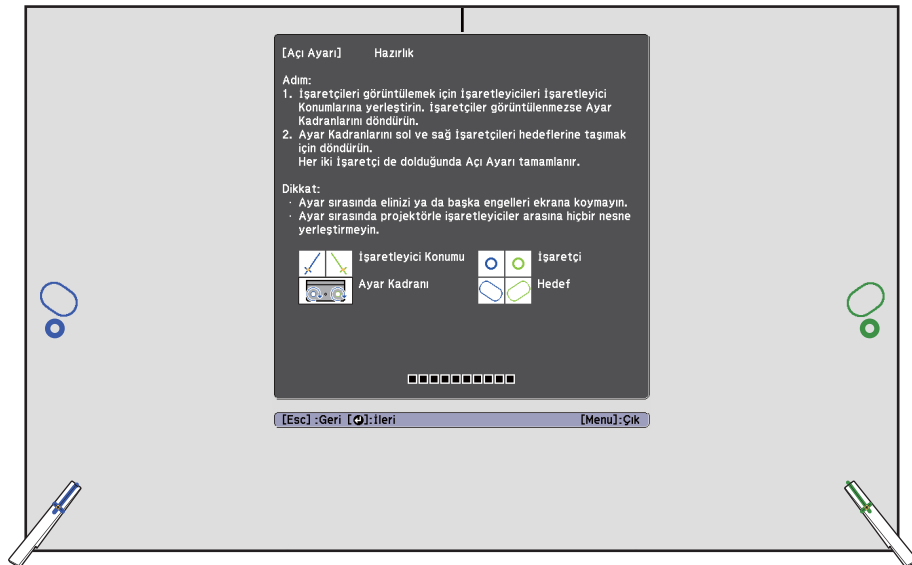 [Açı Ayarı] Hazırlık
Adım:
1. İşaretçileri görüntülemek için İşaretleyicileri İşaretleyici
Konumlarına yerleştirin. İşaretçiler görüntülenmezse Ayar
Kadranlarını döndürün.
2. Ayar Kadranlarını sol ve sağ İşaretçileri hedeflerine taşımak
için döndürün.
Her iki İşaretçi de dolduğunda Açı Ayarı tamamlanır.
Dikkat:
· Ayar sırasında elinizi ya da başka engelleri ekrana koymayın.
· Ayar sırasında projektörle işaretleyiciler arasına hiçbir nesne
yerleştirmeyin.
İşaretleyici Konumu
İşaretçi
Ayar Kadranı
Hedef
[Esc] :Geri [↵]:İleri
[Menu]:Çık